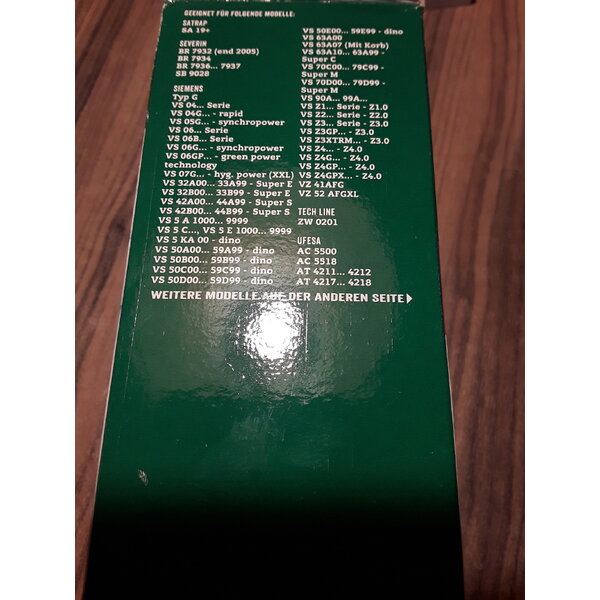 GEEIGNET FÜR FOLGENDE MODELLE:
SATRAP
SA 19+
SEVERIN
BR 7932 (end 2005)
BR 7934
BR 7936... 7937
SB 9028
SIEMENS
Typ G
VS 04... Serie
VS 04G... - rapid
VS 05G... - synchropower
VS 06... Serie
VS 06B... Serie
VS 06G... - synchropower
VS 06GP... - green power
technology
VS 07G... - hyg. power (XXL)
VS 32A00... 33A99 - Super E
VS 32B00... 33B99 - Super E
VS 42A00... 44A99 - Super S
VS 42B00... 44B99 - Super S
VS 5 A 1000... 9999
VS 5 C..., VS 5 E 1000... 9999
VS 5 KA 00 - dino
VS 50A00... 59A99 - dino
VS 50B00... 59B99 - dino
VS 50C00... 59C99 - dino
VS 50D00... 59D99 - dino
VS 50E00... 59E99 - dino
VS 63A00
VS 63A07 (Mit Korb)
VS 63A10... 63A99 -
Super C
VS 70C00... 79C99 -
Super M
VS 70D00... 79D99 -
Super M
VS 90A... 99A...
VS Z1... Serie - Z1.0
VS Z2... Serie - Z2.0
VS Z3... Serie - Z3.0
VS Z3GP... - Z3.0
VS Z3XTRM... - Z3.0
VS Z4... - Z4.0
VS Z4G... - Z4.0
VS Z4GP... - Z4.0
VS Z4GPX... - Z4.0
VZ 41AFG
VZ 52 AFGXL
TECH LINE
ZW 0201
UFESA
AC 5500
AC 5518
AT 4211... 4212
AT 4217... 4218
WEITERE MODELLE AUF DER ANDEREN SEITE